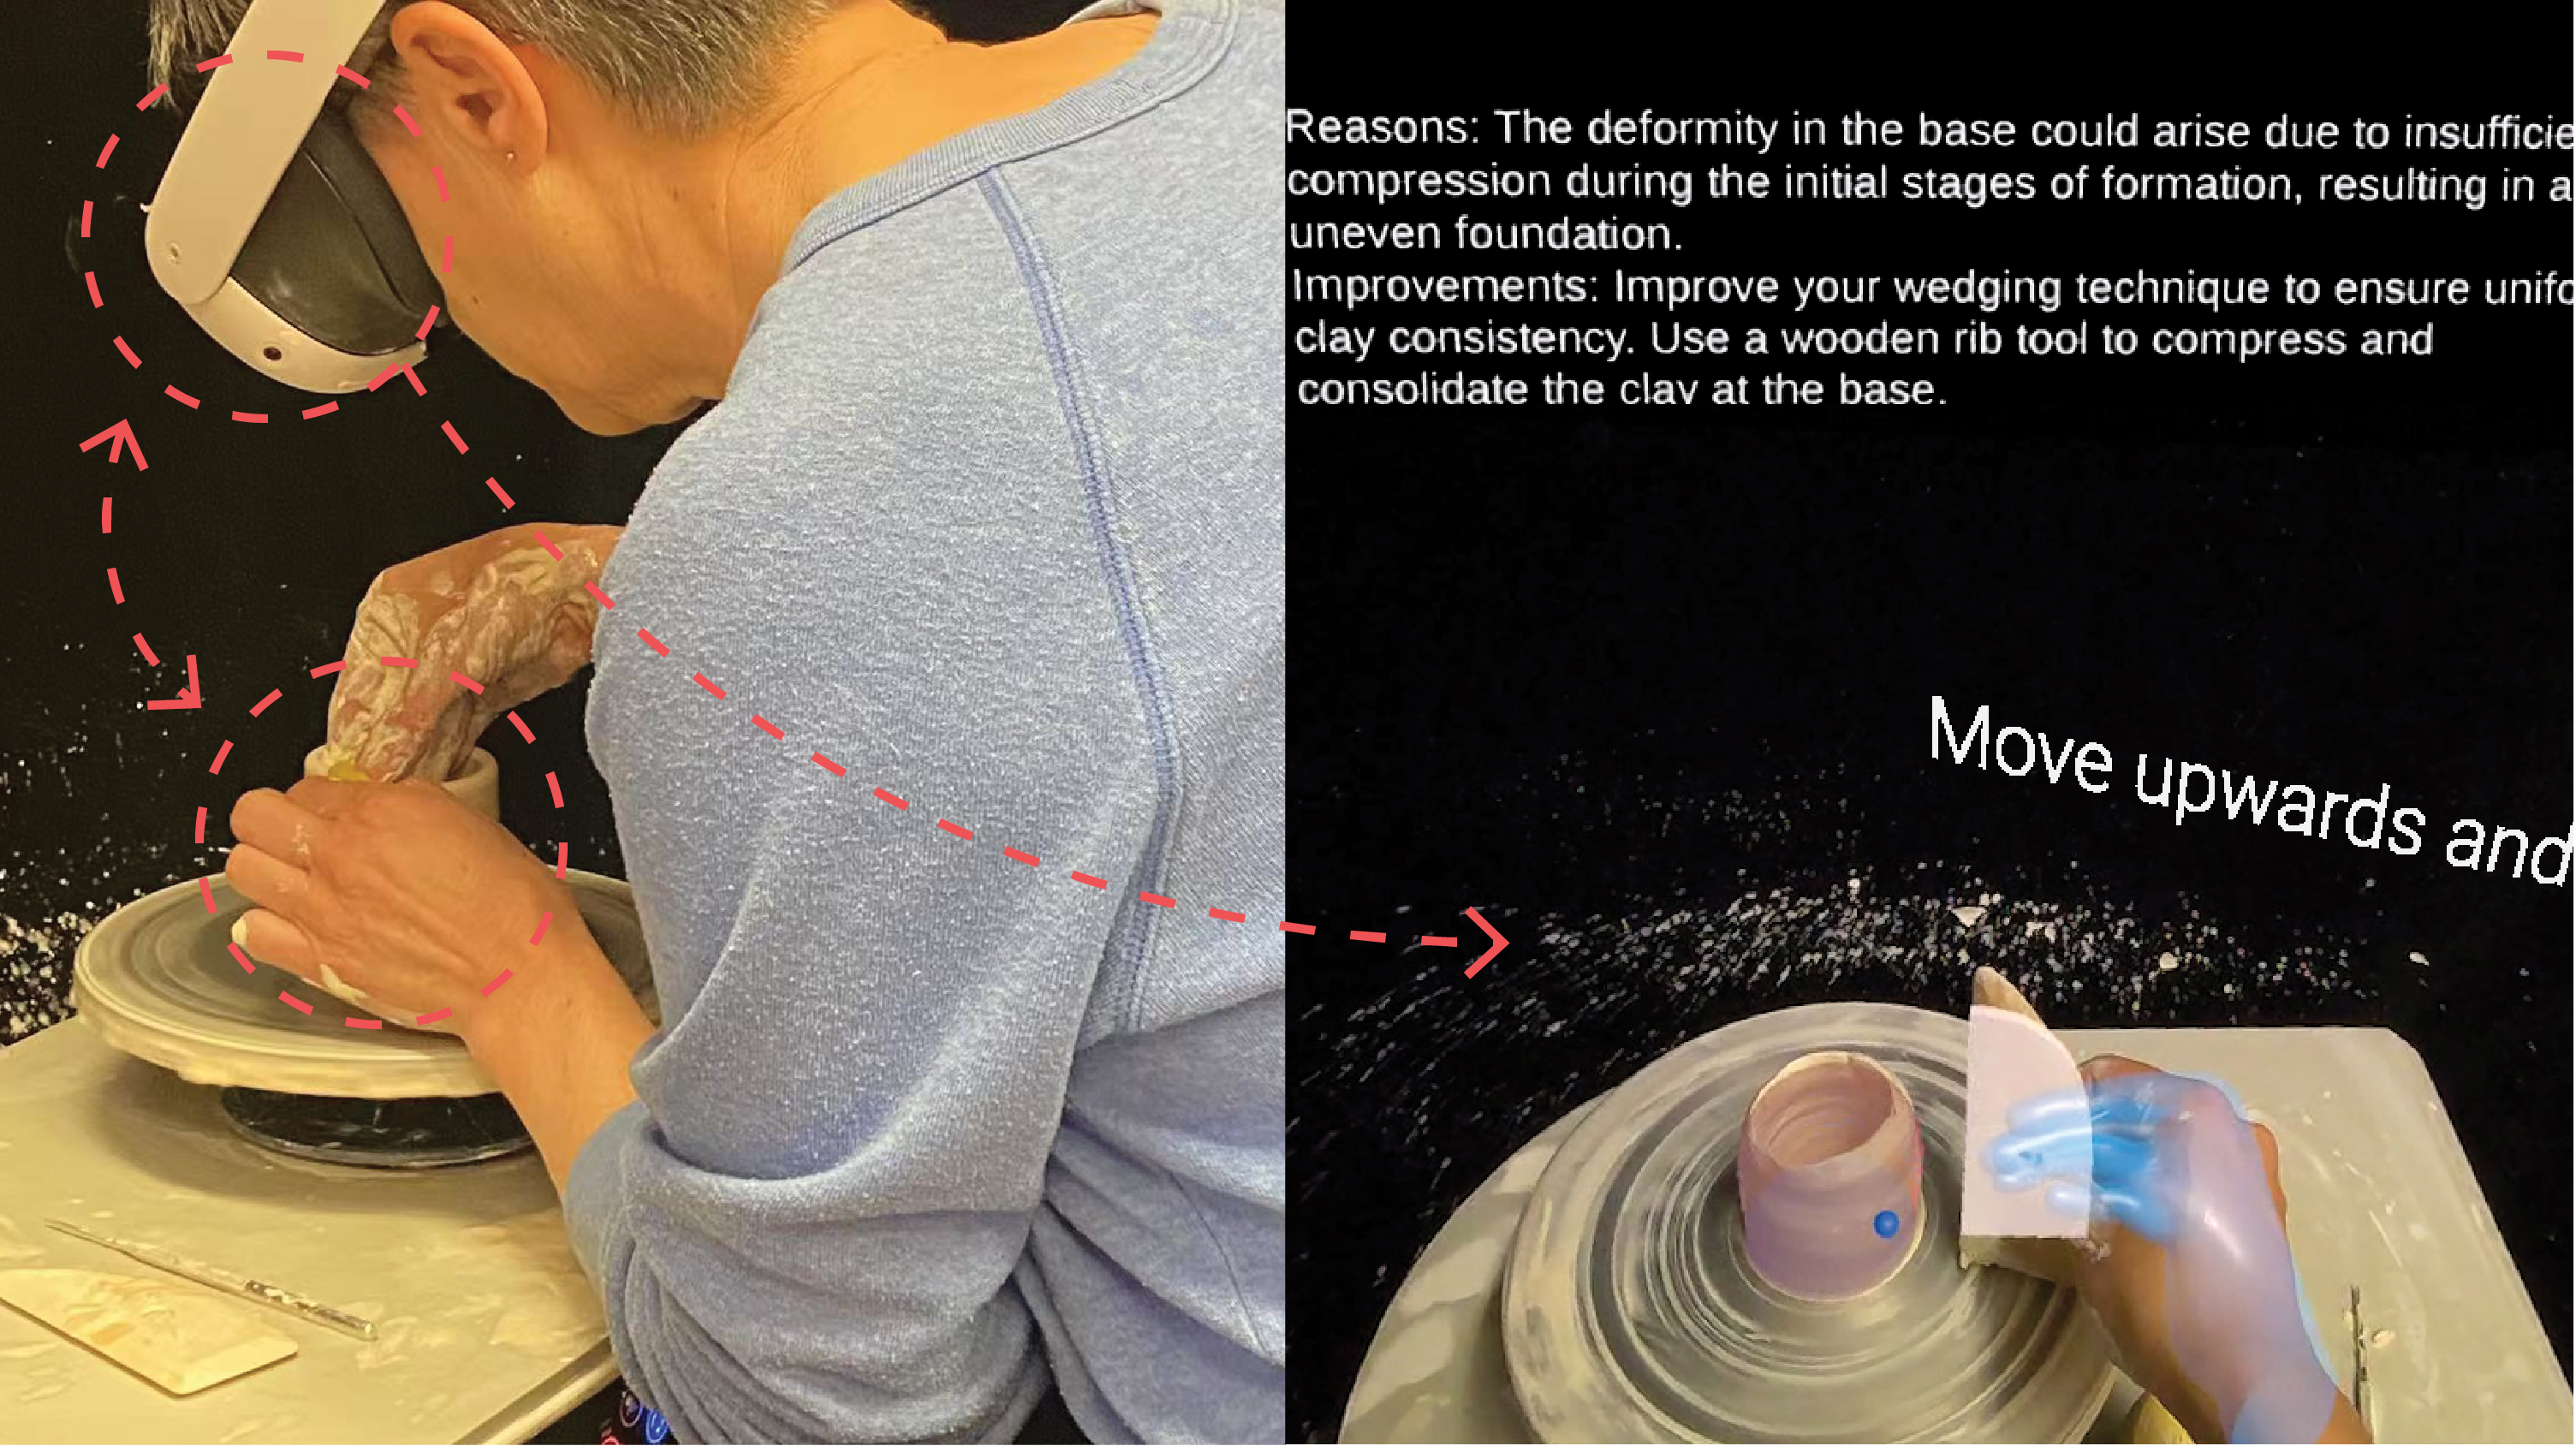 Reasons: The deformity in the base could arise due to insufficie
compression during the initial stages of formation, resulting in a
uneven foundation.
Improvements: Improve your wedging technique to ensure unifo
clay consistency. Use a wooden rib tool to compress and
consolidate the clay at the base.
Move upwards and